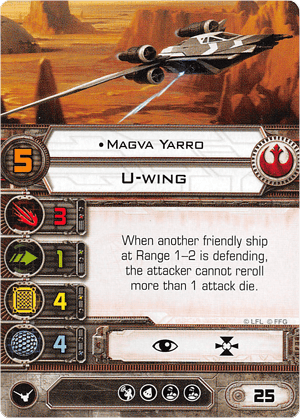 • Magva Yarro
5
U-wing
3
1
4
4
When another friendly ship
at Range 1–2 is defending,
the attacker cannot reroll
more than 1 attack die.
© LFL © FFG
25